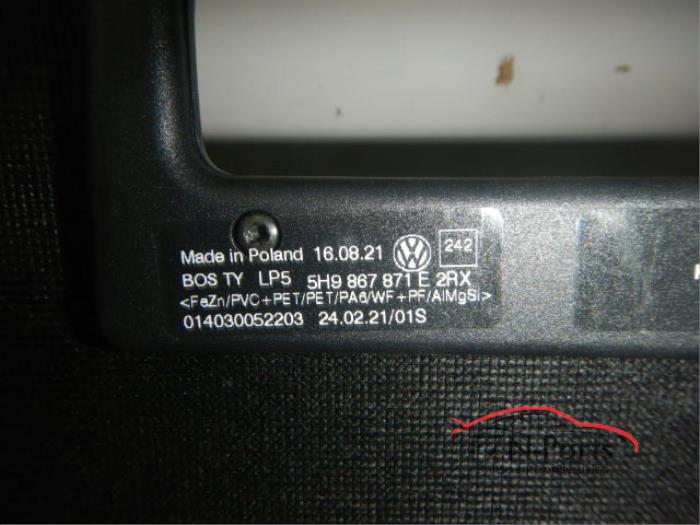 Made in Poland 16.08.21 242
BOS TY LP5 5H9 867 871 E 2RX
<FeZn/PVC+PET/PET/PA6/WF+PF/AlMgSi>
014030052203 24.02.21/01S
N-Parts